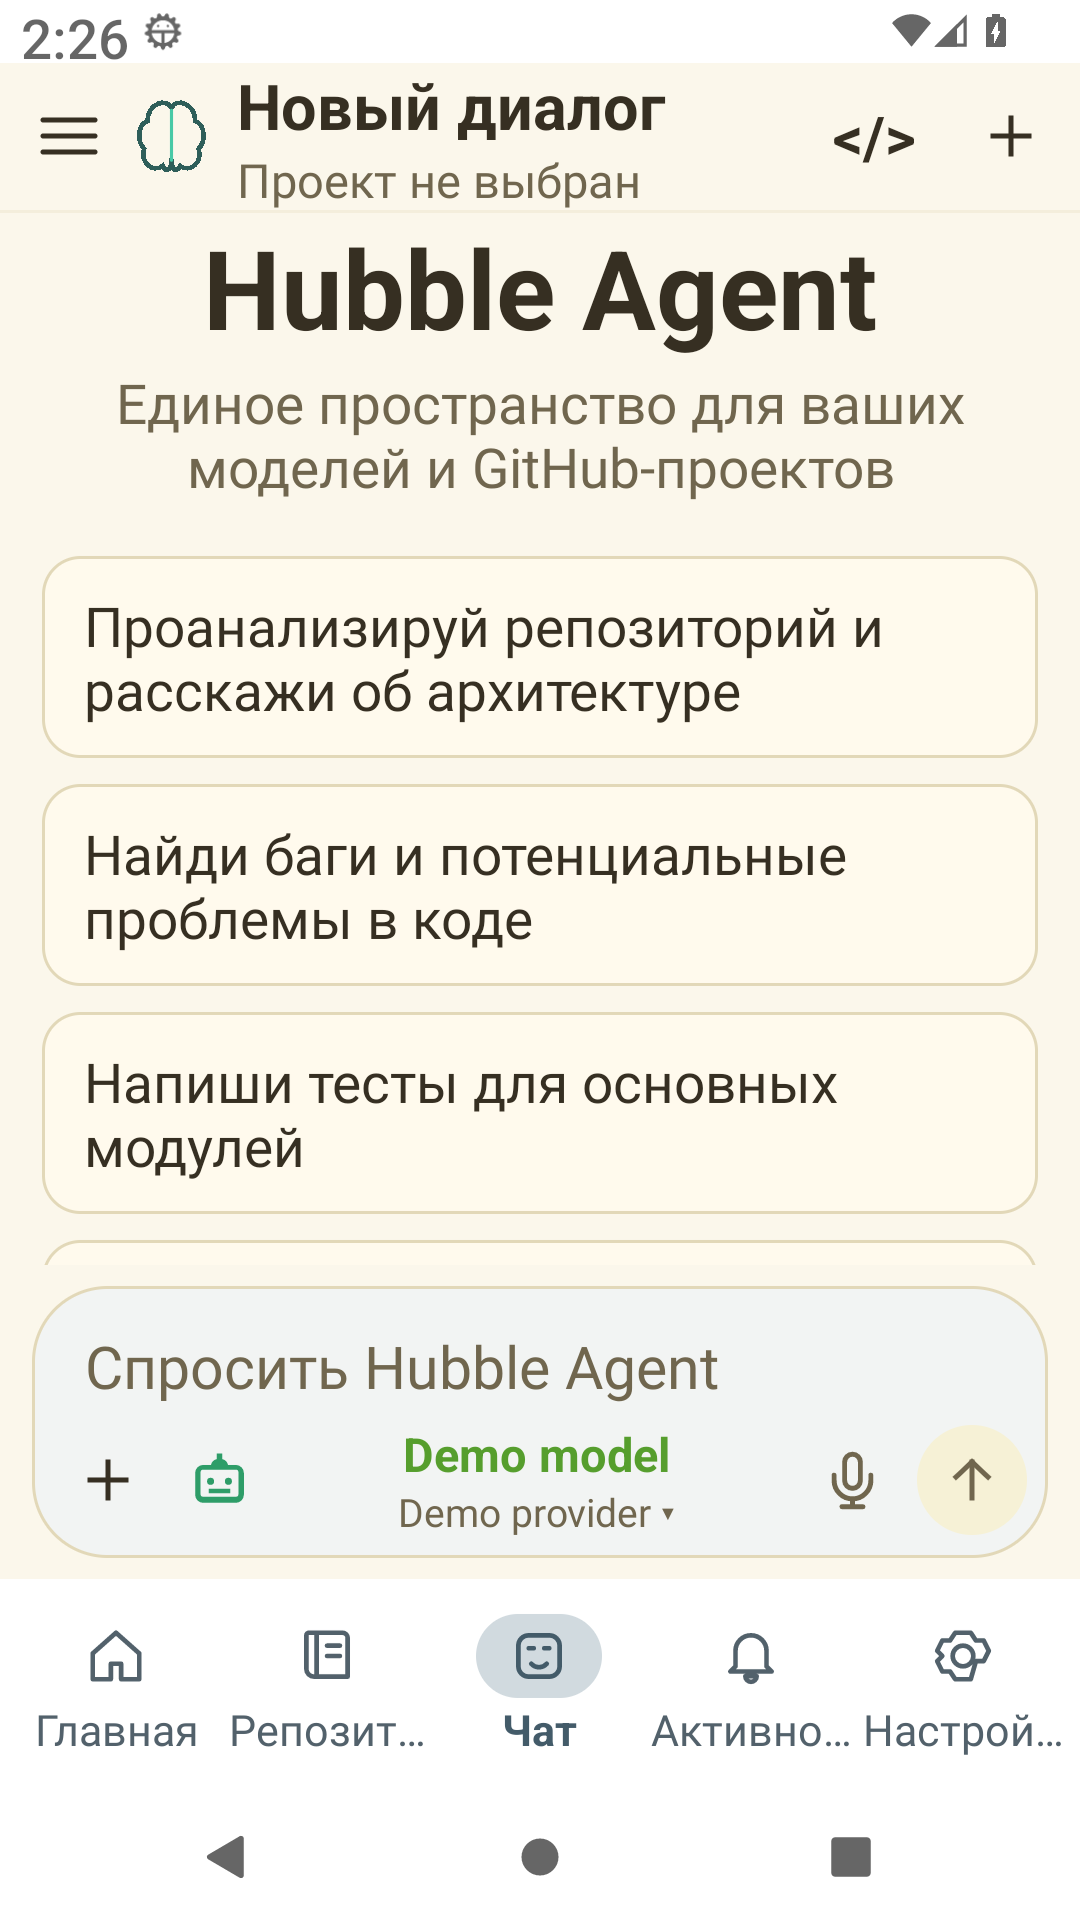 2:26
Новый диалог
Проект не выбран
</>
Hubble Agent
Единое пространство для ваших
моделей и GitHub-проектов
Проанализируй репозиторий и
расскажи об архитектуре
Найди баги и потенциальные
проблемы в коде
Напиши тесты для основных
модулей
Спросить Hubble Agent
Demo model
Demo provider ▾
Главная
Репозит…
Чат
Активно…
Настрой…